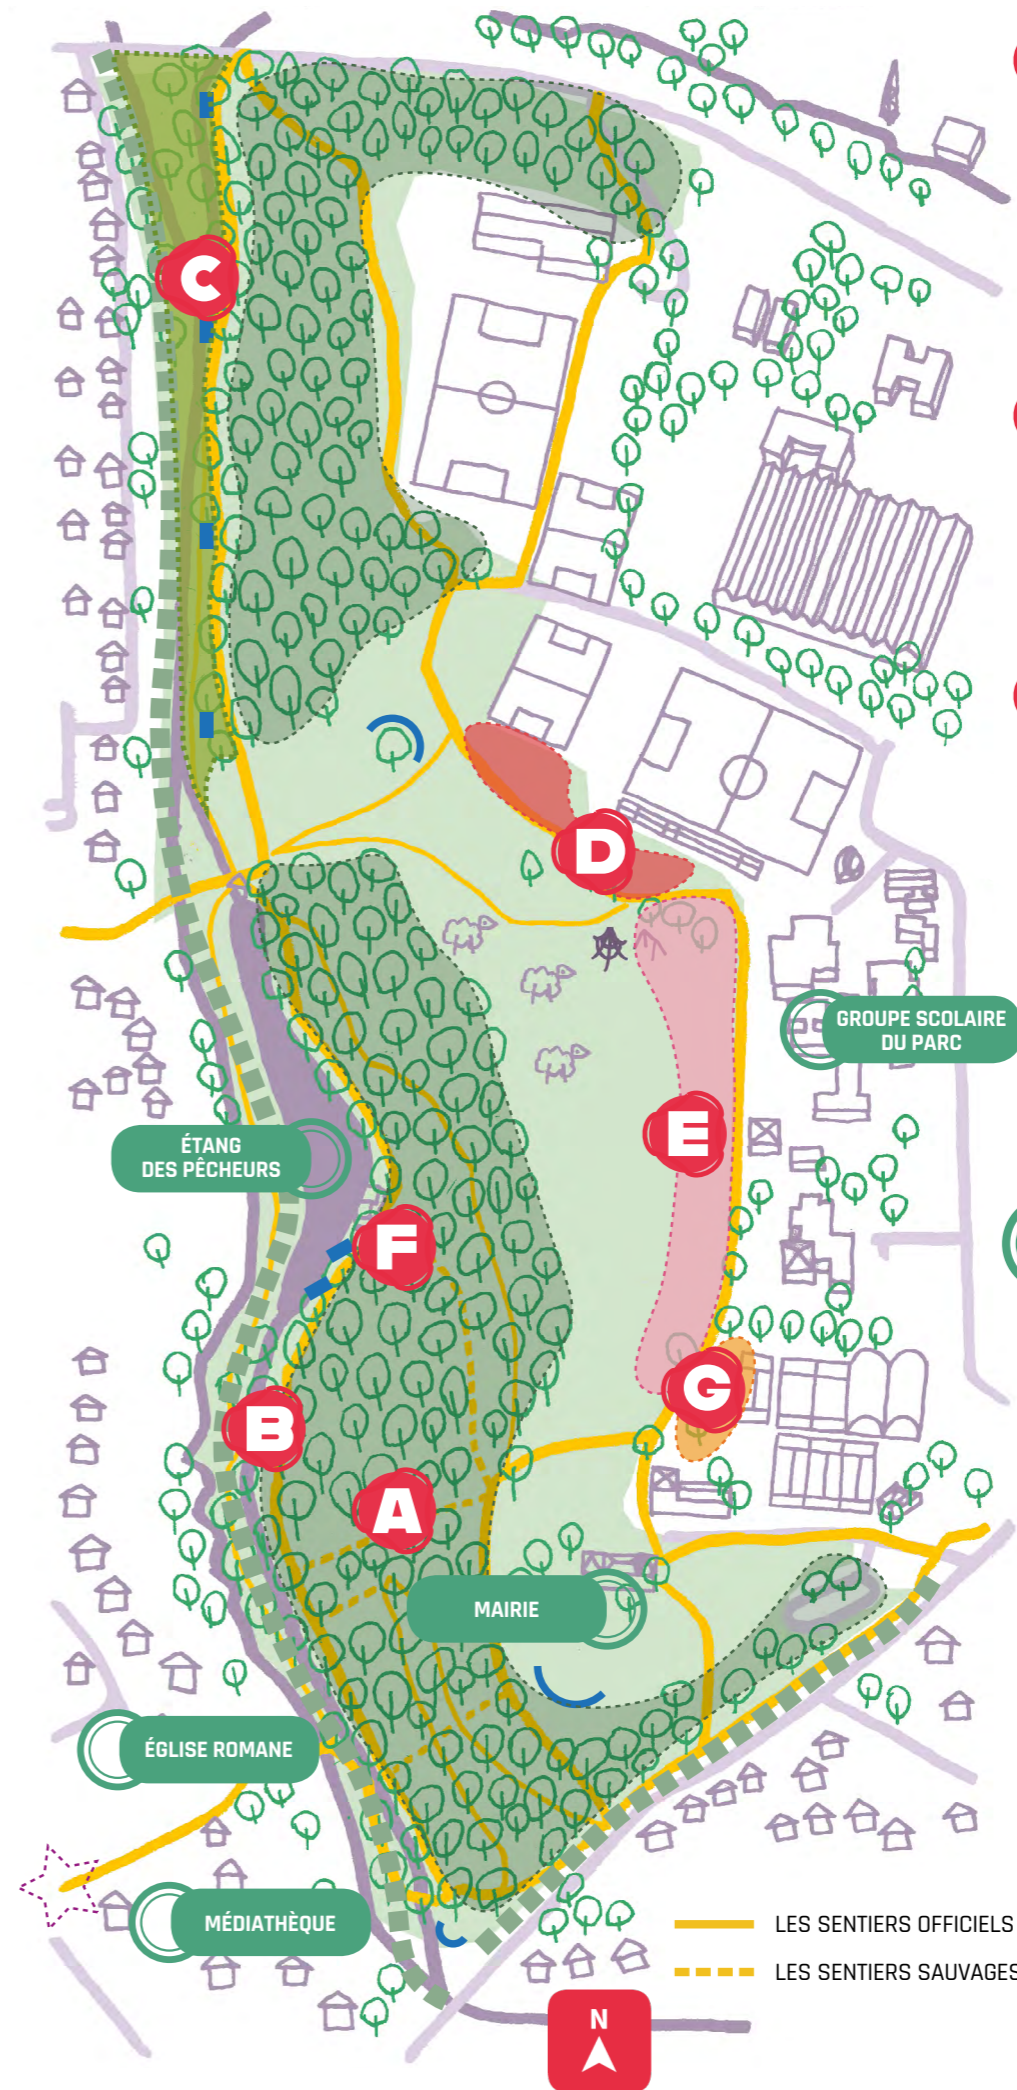 C
D
GROUPE SCOLAIRE
DU PARC
E
ÉTANG
DES PÊCHEURS
F
G
B
A
MAIRIE
ÉGLISE ROMANE
MÉDIATHÈQUE
LES SENTIERS OFFICIELS
LES SENTIERS SAUVAGES
N